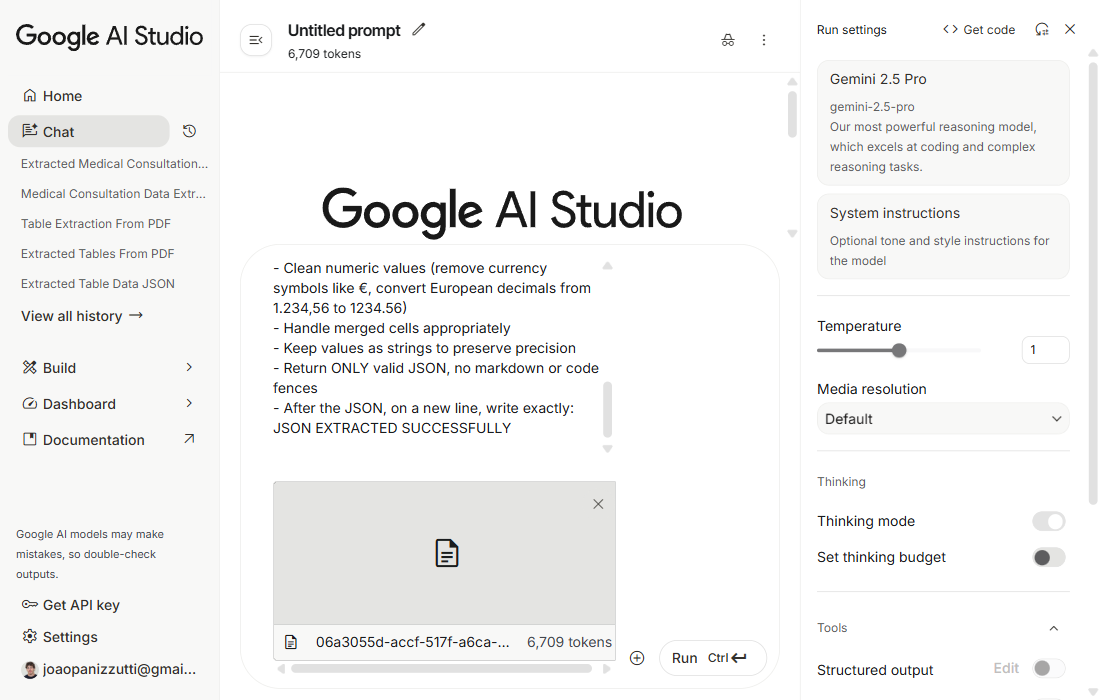 Google AI Studio
Home
Chat
Extracted Medical Consultation...
Medical Consultation Data Extr...
Table Extraction From PDF
Extracted Tables From PDF
Extracted Table Data JSON
View all history
Build
Dashboard
Documentation
Google AI models may make
mistakes, so double-check
outputs.
Get API key
Settings
joaopanizzutti@gmai...
Untitled prompt
6,709 tokens
Google AI Studio
- Clean numeric values (remove currency
symbols like €, convert European decimals from
1.234,56 to 1234.56)
- Handle merged cells appropriately
- Keep values as strings to preserve precision
- Return ONLY valid JSON, no markdown or code
fences
- After the JSON, on a new line, write exactly:
JSON EXTRACTED SUCCESSFULLY
06a3055d-accf-517f-a6ca-... 6,709 tokens
Run Ctrl
Run settings
Get code
Gemini 2.5 Pro
gemini-2.5-pro
Our most powerful reasoning model,
which excels at coding and complex
reasoning tasks.
System instructions
Optional tone and style instructions for
the model
Temperature
1
Media resolution
Default
Thinking
Thinking mode
Set thinking budget
Tools
Structured output Edit